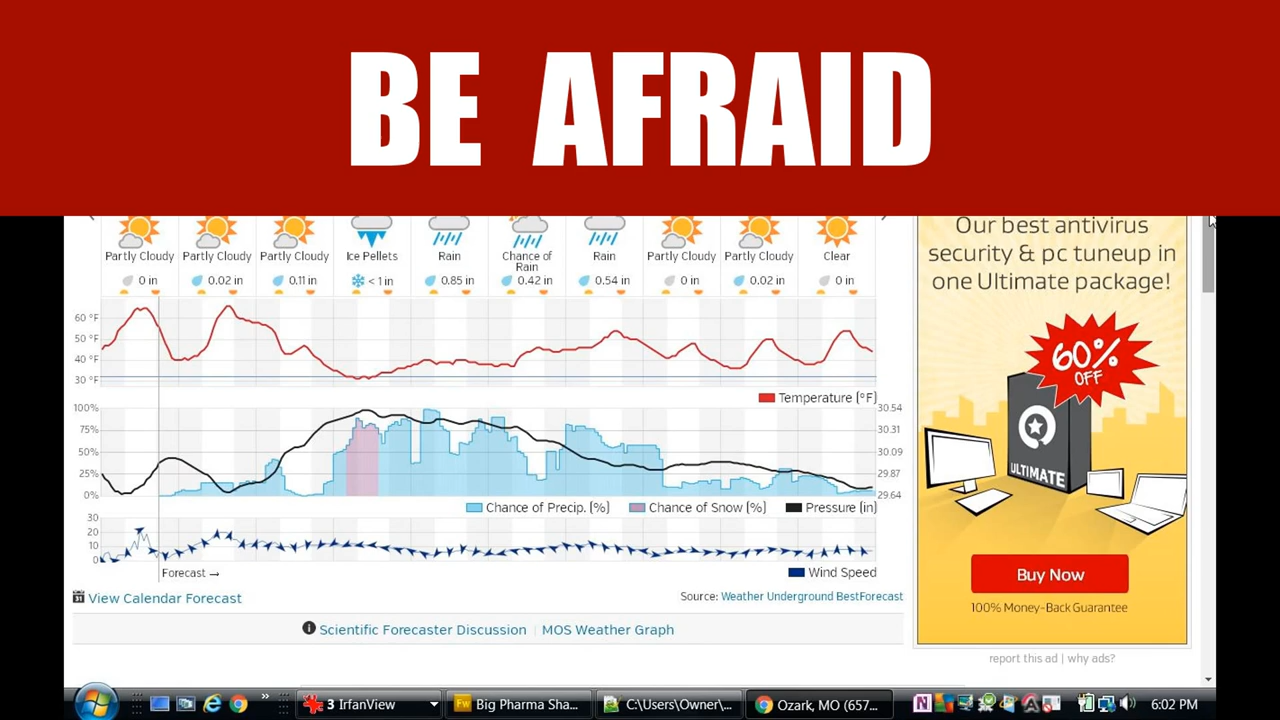 BE AFRAID
Partly Cloudy Partly Cloudy Partly Cloudy Ice Pellets Rain Chance of Rain Rain Partly Cloudy Partly Cloudy Clear
0 in 0.02 in 0.11 in < 1 in 0.85 in 0.42 in 0.54 in 0 in 0.02 in 0 in
60 °F
50 °F
40 °F
30 °F
Temperature (°F)
100% 30.54
75% 30.31
50% 30.09
25% 29.87
0% 29.64
Chance of Precip. (%) Chance of Snow (%) Pressure (in)
30
20
10
0
Forecast →
Wind Speed
31 View Calendar Forecast
Source: Weather Underground BestForecast
Scientific Forecaster Discussion | MOS Weather Graph
Our best antivirus
security & pc tuneup in
one Ultimate package!
60%
OFF
ULTIMATE
Buy Now
100% Money-Back Guarantee
report this ad | why ads?
3 IrfanView Fw Big Pharma Sha... C:\Users\Owner\... Ozark, MO (657... N 6:02 PM